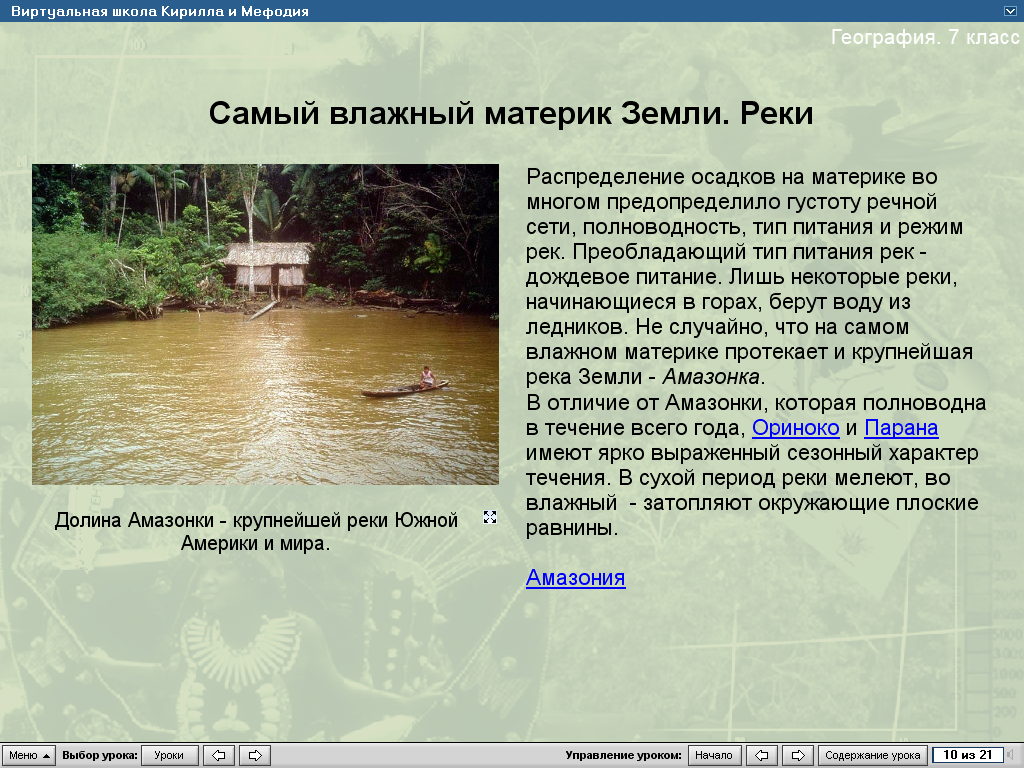 Виртуальная школа Кирилла и Мефодия
География. 7 класс
Самый влажный материк Земли. Реки
Распределение осадков на материке во
многом предопределило густоту речной
сети, полноводность, тип питания и режим
рек. Преобладающий тип питания рек -
дождевое питание. Лишь некоторые реки,
начинающиеся в горах, берут воду из
ледников. Не случайно, что на самом
влажном материке протекает и крупнейшая
река Земли - Амазонка.
В отличие от Амазонки, которая полноводна
в течение всего года, Ориноко и Парана
имеют ярко выраженный сезонный характер
течения. В сухой период реки мелеют, во
влажный - затопляют окружающие плоские
равнины.
Амазония
Долина Амазонки - крупнейшей реки Южной
Америки и мира.
Меню Выбор урока: Уроки Управление уроком: Начало Содержание урока 10 из 21